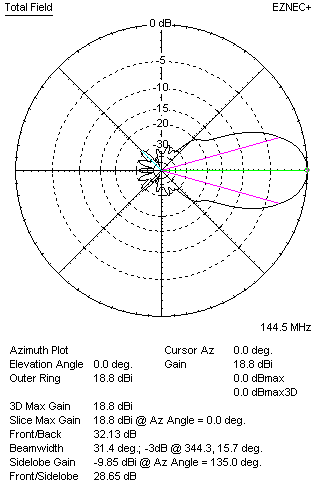 Total Field EZNEC+
0 dB
-5
-10
-15
-20
-30
144.5 MHz
Azimuth Plot Cursor Az 0.0 deg.
Elevation Angle 0.0 deg. Gain 18.8 dBi
Outer Ring 18.8 dBi 0.0 dBmax
0.0 dBmax3D
3D Max Gain 18.8 dBi
Slice Max Gain 18.8 dBi @ Az Angle = 0.0 deg.
Front/Back 32.13 dB
Beamwidth 31.4 deg.; -3dB @ 344.3, 15.7 deg.
Sidelobe Gain -9.85 dBi @ Az Angle = 135.0 deg.
Front/Sidelobe 28.65 dB